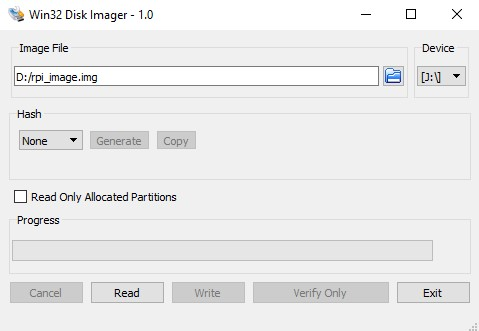 Win32 Disk Imager - 1.0
Image File
Device
D:/rpi_image.img
[J:\]
Hash
None
Generate
Copy
Read Only Allocated Partitions
Progress
Cancel
Read
Write
Verify Only
Exit